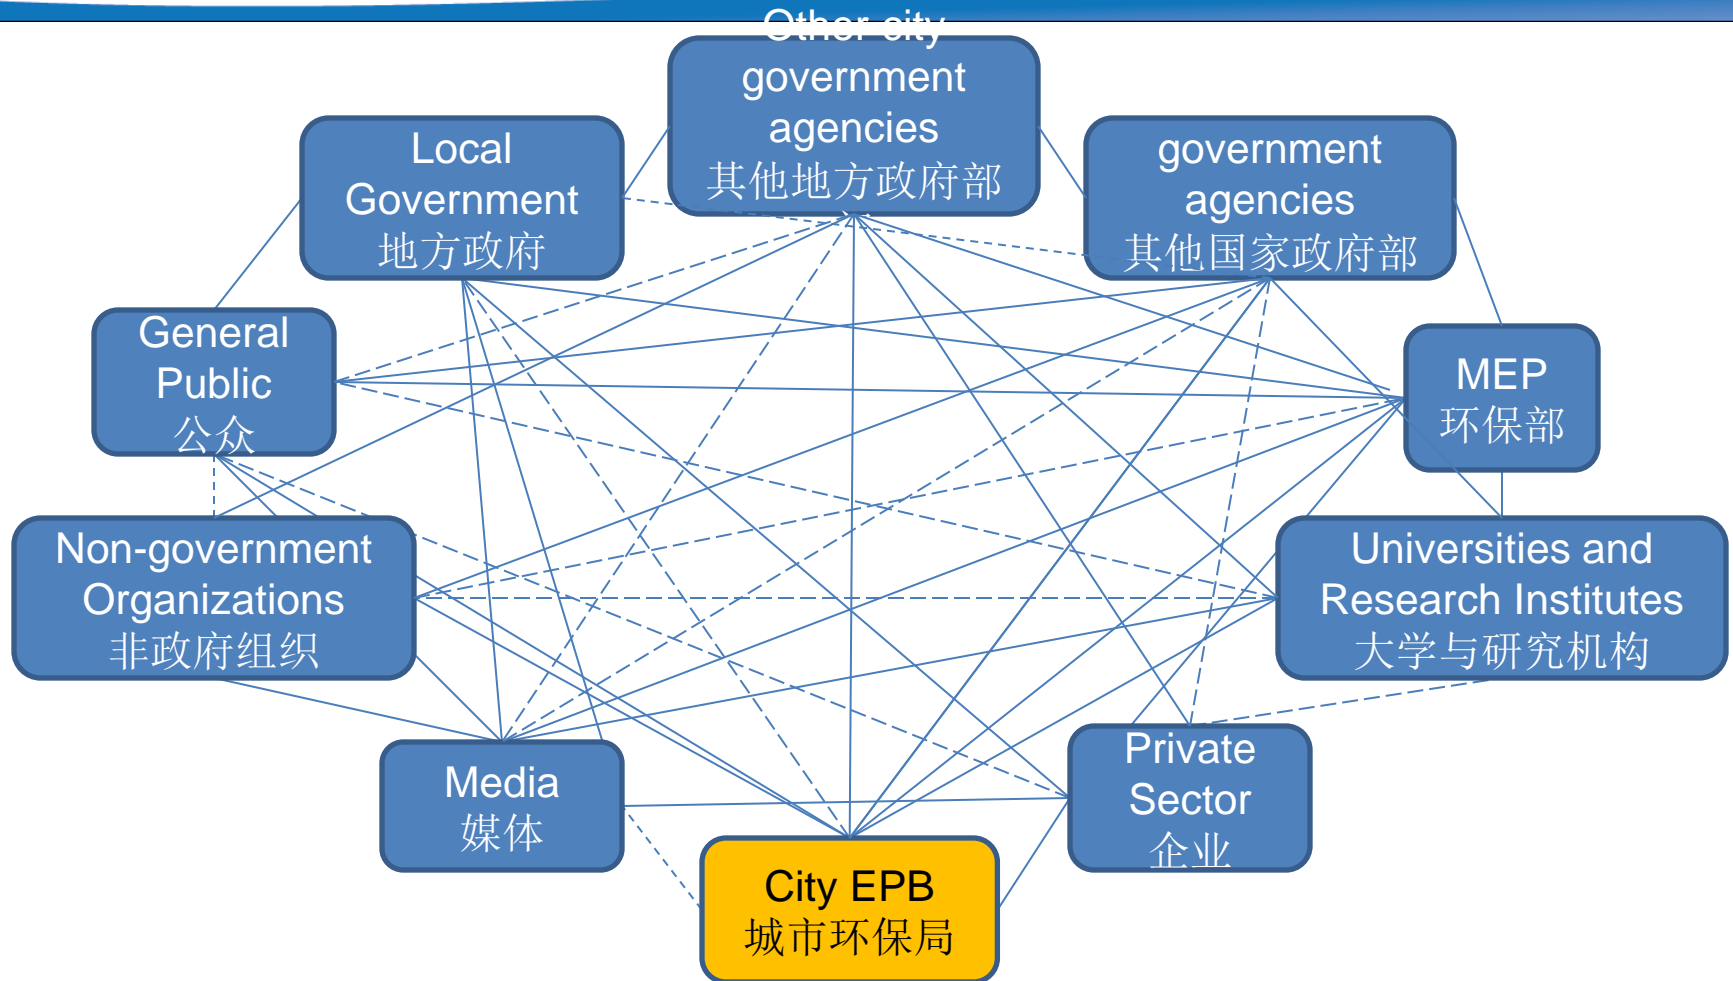 Other city
government
agencies
其他地方政府部
Local
Government
地方政府
government
agencies
其他国家政府部
General
Public
公众
MEP
环保部
Non-government
Organizations
非政府组织
Universities and
Research Institutes
大学与研究机构
Media
媒体
Private
Sector
企业
City EPB
城市环保局